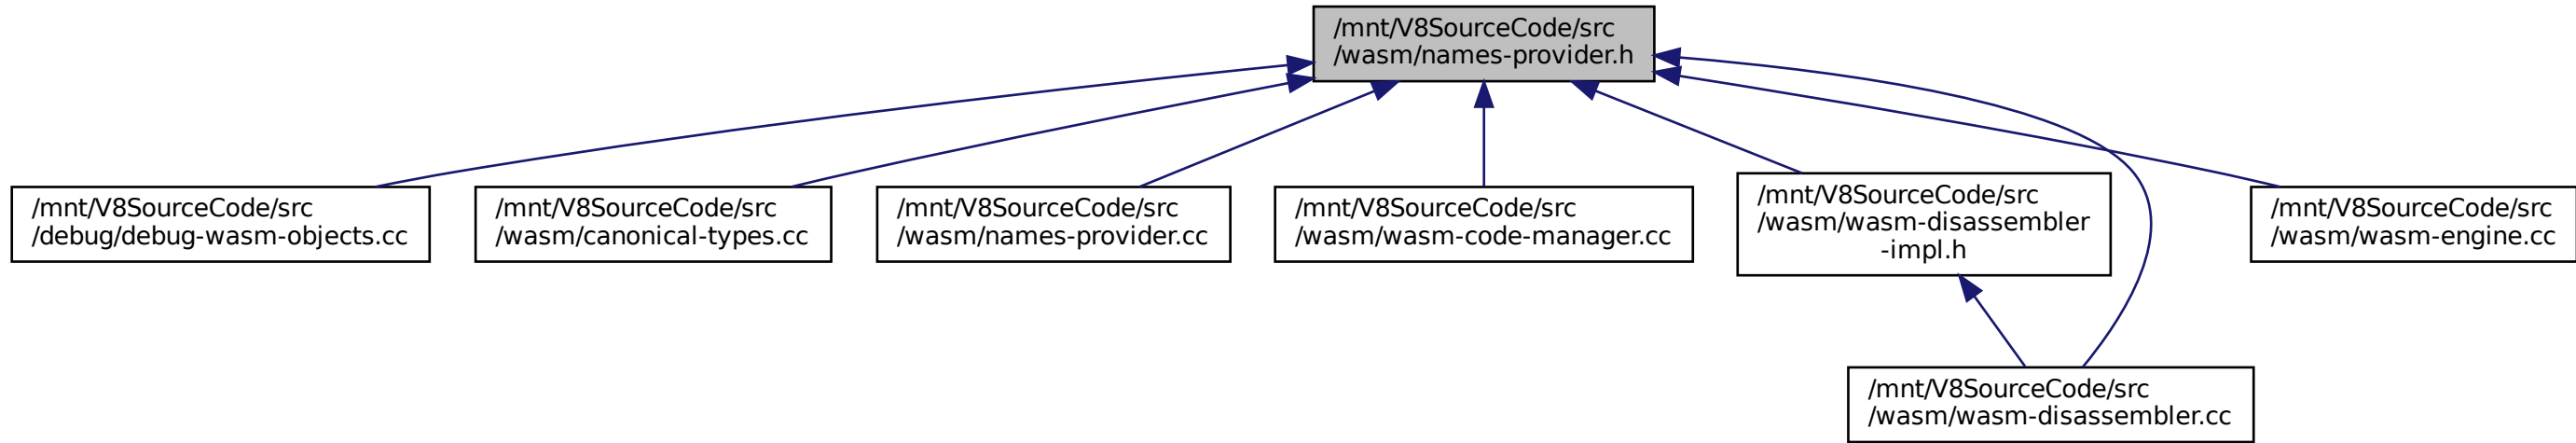 /mnt/V8SourceCode/src
/wasm/names-provider.h
/mnt/V8SourceCode/src
/debug/debug-wasm-objects.cc
/mnt/V8SourceCode/src
/wasm/canonical-types.cc
/mnt/V8SourceCode/src
/wasm/names-provider.cc
/mnt/V8SourceCode/src
/wasm/wasm-code-manager.cc
/mnt/V8SourceCode/src
/wasm/wasm-disassembler
-impl.h
/mnt/V8SourceCode/src
/wasm/wasm-engine.cc
/mnt/V8SourceCode/src
/wasm/wasm-disassembler.cc